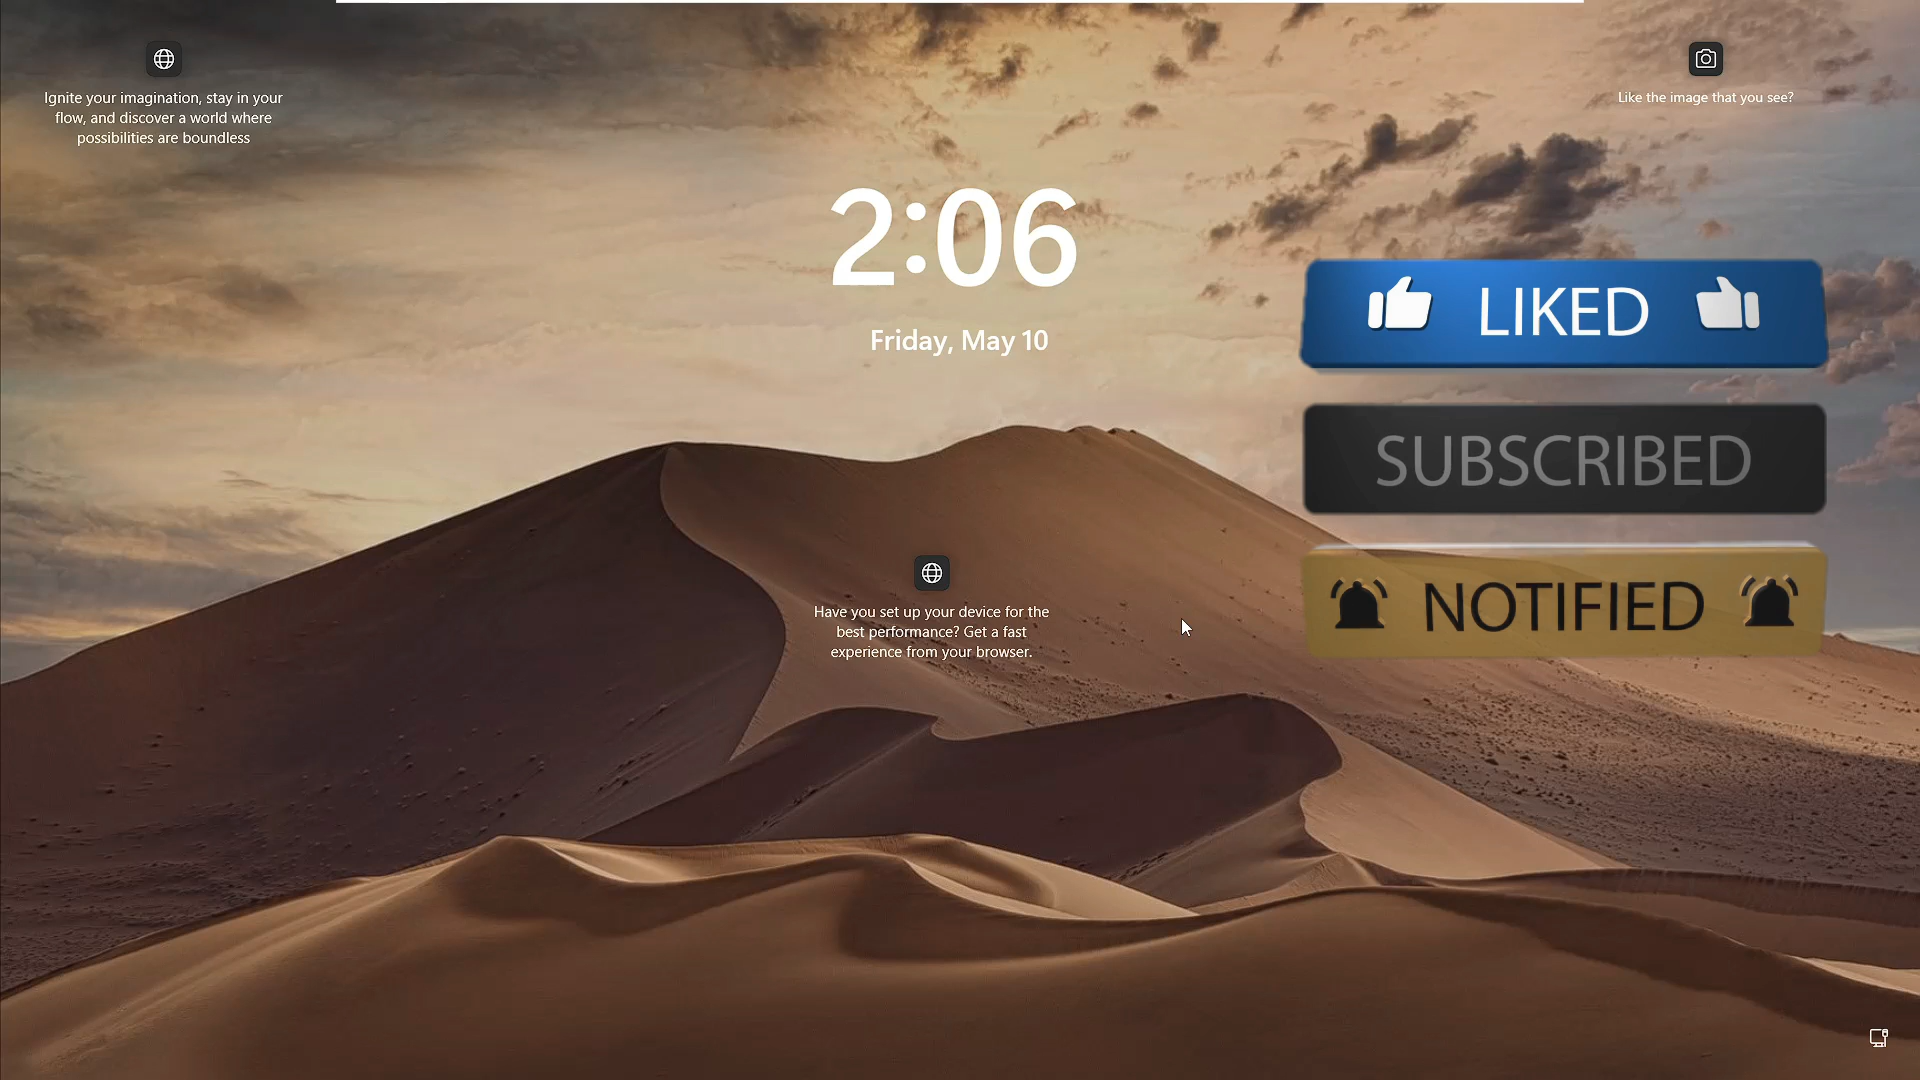 Ignite your imagination, stay in your
flow, and discover a world where
possibilities are boundless
Like the image that you see?
2:06
Friday, May 10
LIKED
SUBSCRIBED
NOTIFIED
Have you set up your device for the
best performance? Get a fast
experience from your browser.